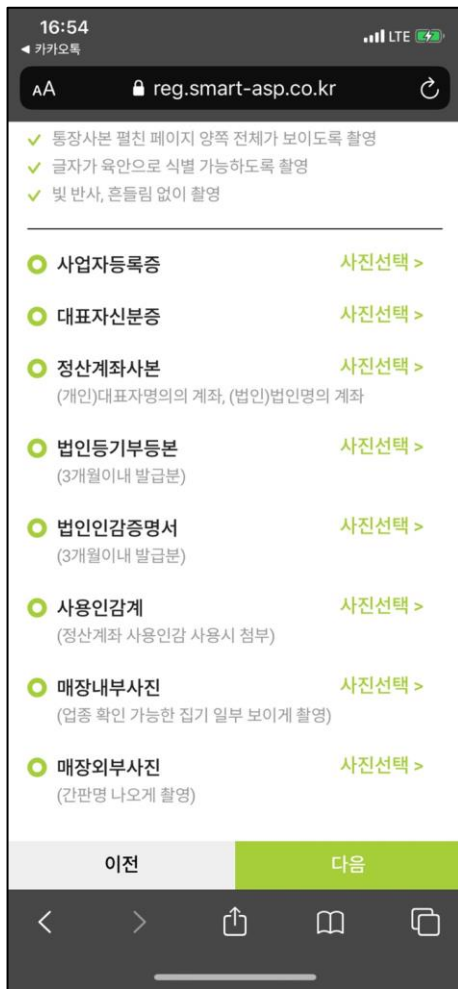 16:54
LTE
◀ 카카오톡
AA reg.smart-asp.co.kr
통장사본 펼친 페이지 양쪽 전체가 보이도록 촬영
글자가 육안으로 식별 가능하도록 촬영
빛 반사, 흔들림 없이 촬영
사업자등록증 사진선택 >
대표자신분증 사진선택 >
정산계좌사본 사진선택 >
(개인)대표자명의의 계좌, (법인)법인명의 계좌
법인등기부등본 사진선택 >
(3개월이내 발급분)
법인인감증명서 사진선택 >
(3개월이내 발급분)
사용인감계 사진선택 >
(정산계좌 사용인감 사용시 첨부)
매장내부사진 사진선택 >
(업종 확인 가능한 집기 일부 보이게 촬영)
매장외부사진 사진선택 >
(간판명 나오게 촬영)
이전 다음